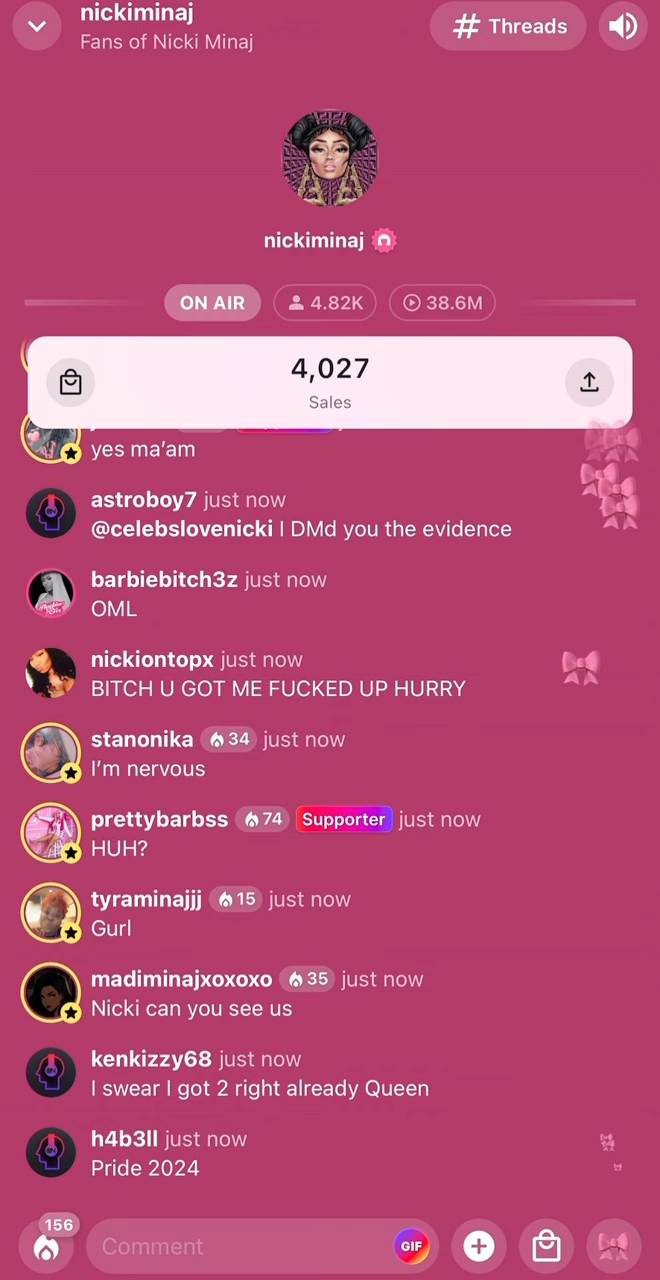 nickiminaj
Fans of Nicki Minaj
Threads
nickiminaj
ON AIR
4.82K
38.6M
4,027
Sales
yes ma’am
astroboy7 just now
@celebslovenicki I DMd you the evidence
barbiebitch3z just now
OML
nickiontopx just now
BITCH U GOT ME FUCKED UP HURRY
stanonika 34 just now
I’m nervous
prettybarbss 74 Supporter just now
HUH?
tyraminajjj 15 just now
Gurl
madiminajxoxoxo 35 just now
Nicki can you see us
kenkizzy68 just now
I swear I got 2 right already Queen
h4b3ll just now
Pride 2024
156
Comment
GIF